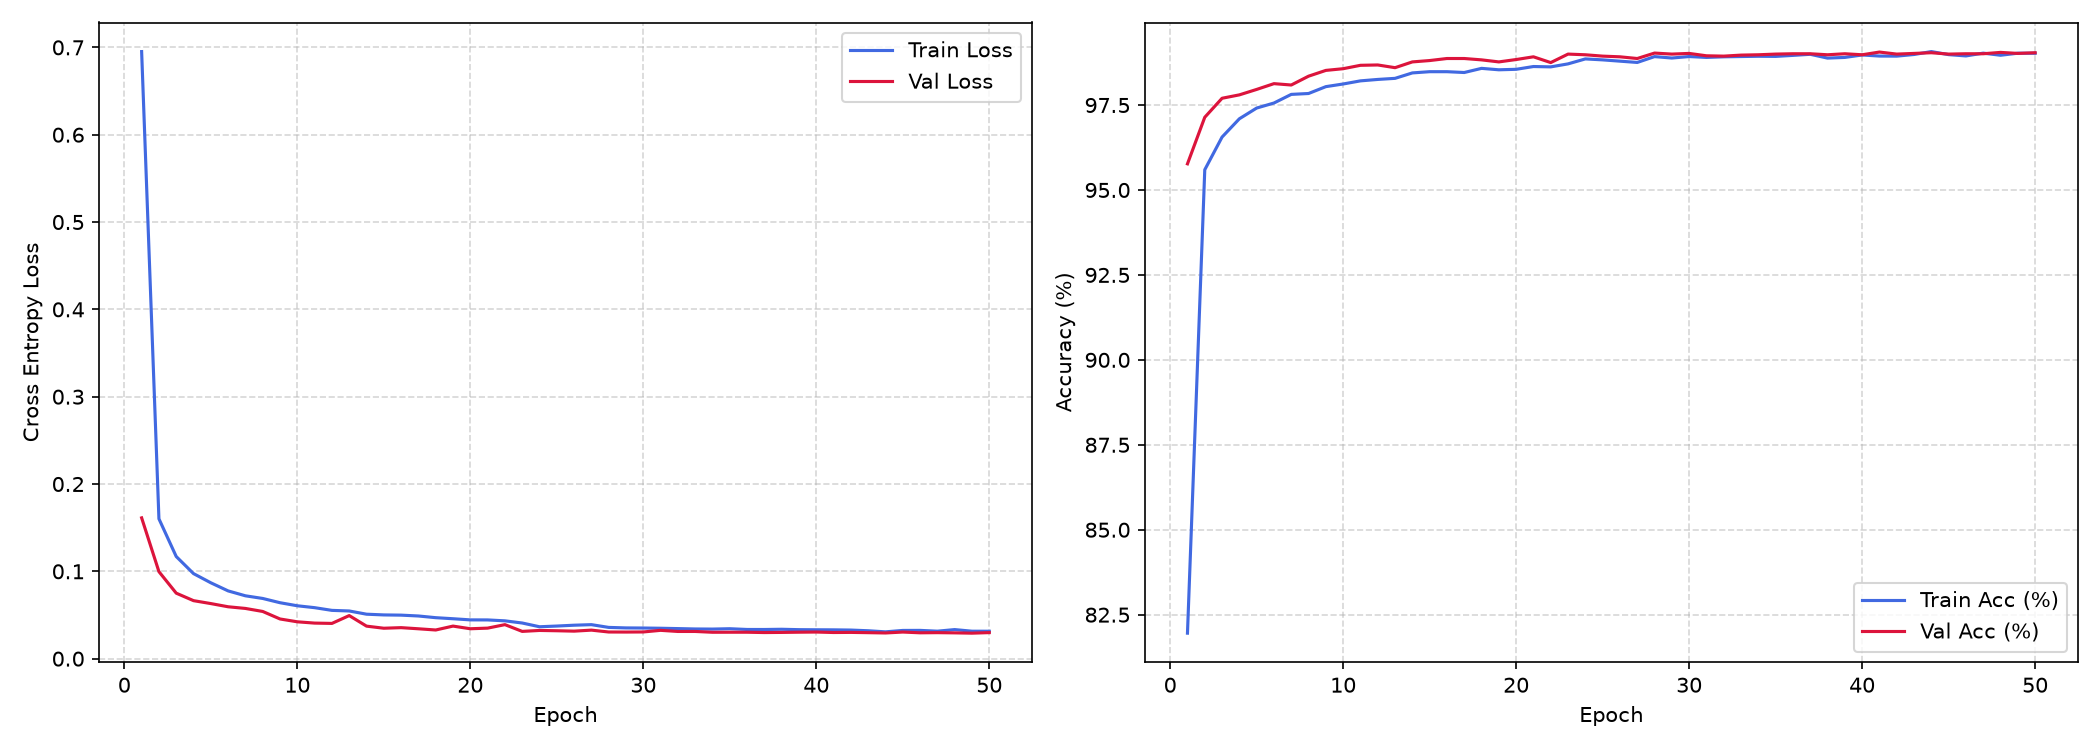 0.7
0.6
0.5
0.4
0.3
0.2
0.1
0.0
Cross Entropy Loss
Train Loss
Val Loss
0 10 20 30 40 50
Epoch
97.5
95.0
92.5
90.0
87.5
85.0
82.5
Accuracy (%)
Train Acc (%)
Val Acc (%)
0 10 20 30 40 50
Epoch